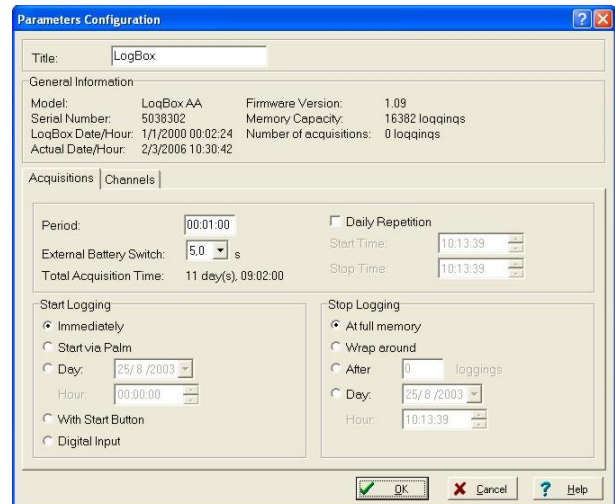 Parameters Configuration
Title: LogBox
General Information
Model: LogBox AA Firmware Version: 1.09
Serial Number: 5038302 Memory Capacity: 16382 loggings
LogBox Date/Hour: 1/1/2000 00:02:24 Number of acquisitions: 0 loggings
Actual Date/Hour: 2/3/2006 10:30:42
Acquisitions Channels
Period: 00:01:00 Daily Repetition
External Battery Switch: 5,0 s Start Time: 10:13:39
Total Acquisition Time: 11 day(s), 09:02:00 Stop Time: 10:13:39
Start Logging Stop Logging
Immediately At full memory
Start via Palm Wrap around
Day: 25/ 8 /2003 After 0 loggings
Hour: 00:00:00 Day: 25/ 8 /2003
With Start Button Hour: 10:13:39
Digital Input
OK Cancel Help